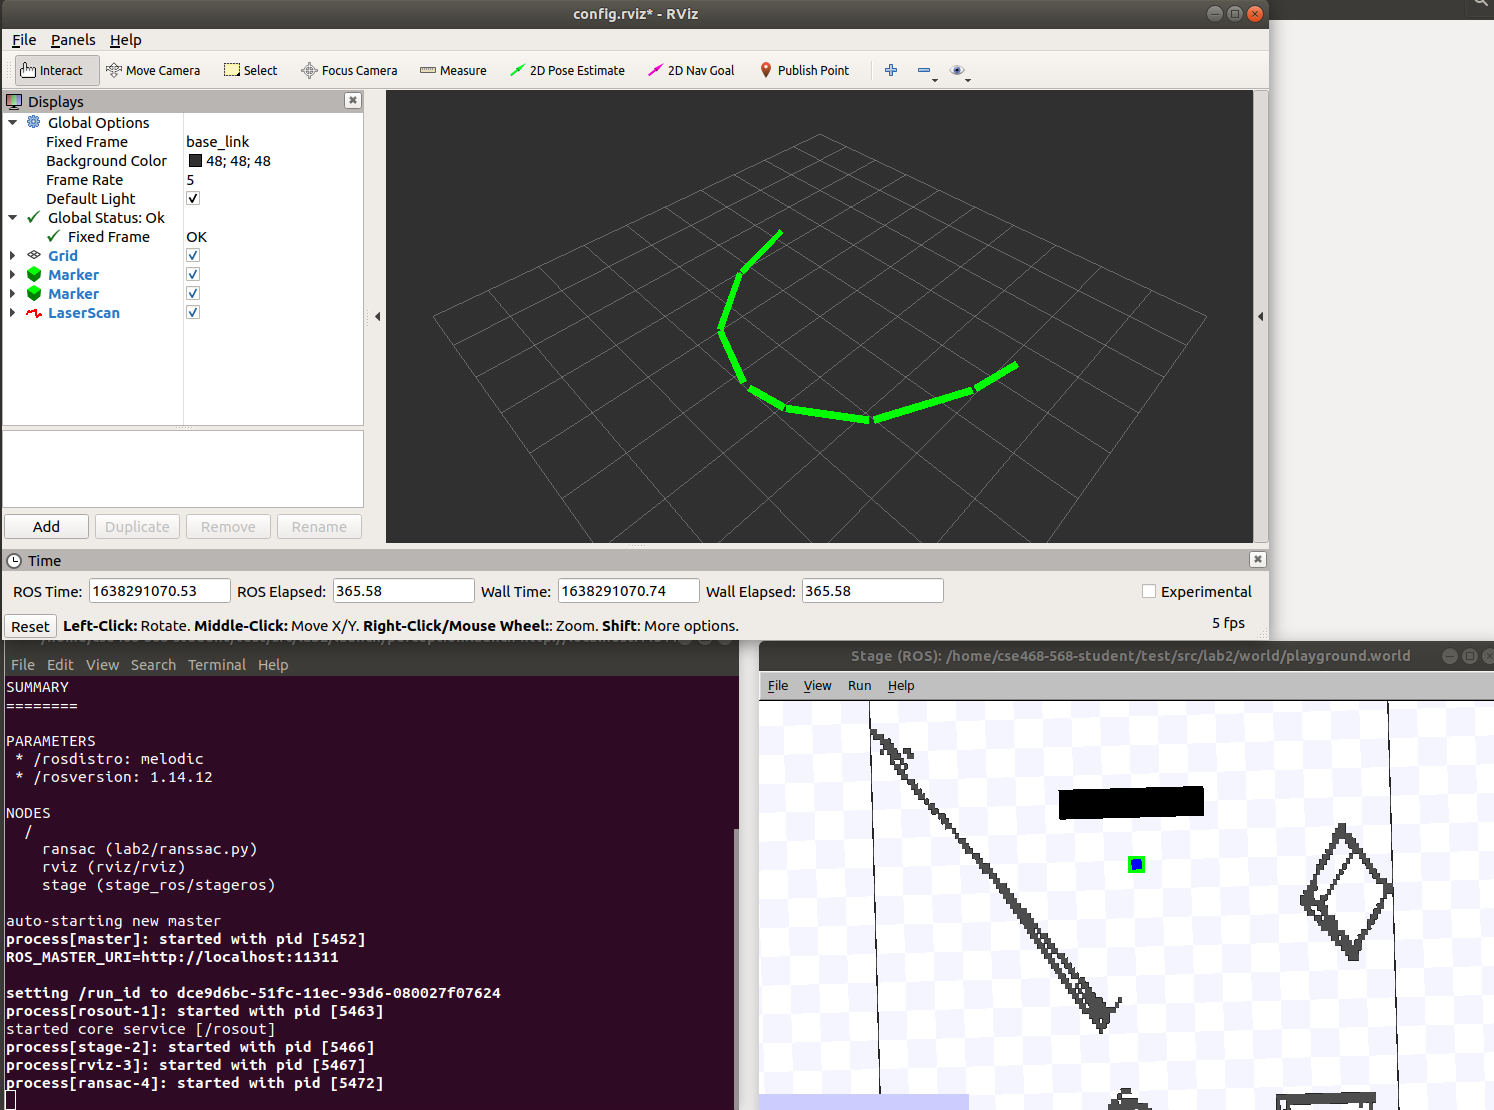 config.rviz* - RViz
File Panels Help
Interact Move Camera Select Focus Camera Measure 2D Pose Estimate 2D Nav Goal Publish Point
Displays
Global Options
Fixed Frame base_link
Background Color 48; 48; 48
Frame Rate 5
Default Light
Global Status: Ok
Fixed Frame OK
Grid
Marker
Marker
LaserScan
Add Duplicate Remove Rename
Time
ROS Time: 1638291070.53 ROS Elapsed: 365.58 Wall Time: 1638291070.74 Wall Elapsed: 365.58 Experimental
Reset Left-Click: Rotate. Middle-Click: Move X/Y. Right-Click/Mouse Wheel:: Zoom. Shift: More options. 5 fps
File Edit View Search Terminal Help
SUMMARY
========
PARAMETERS
* /rosdistro: melodic
* /rosversion: 1.14.12
NODES
/
ransac (lab2/ranssac.py)
rviz (rviz/rviz)
stage (stage_ros/stageros)
auto-starting new master
process[master]: started with pid [5452]
ROS_MASTER_URI=http://localhost:11311
setting /run_id to dce9d6bc-51fc-11ec-93d6-080027f07624
process[rosout-1]: started with pid [5463]
started core service [/rosout]
process[stage-2]: started with pid [5466]
process[rviz-3]: started with pid [5467]
process[ransac-4]: started with pid [5472]
Stage (ROS): /home/cse468-568-student/test/src/lab2/world/playground.world
File View Run Help